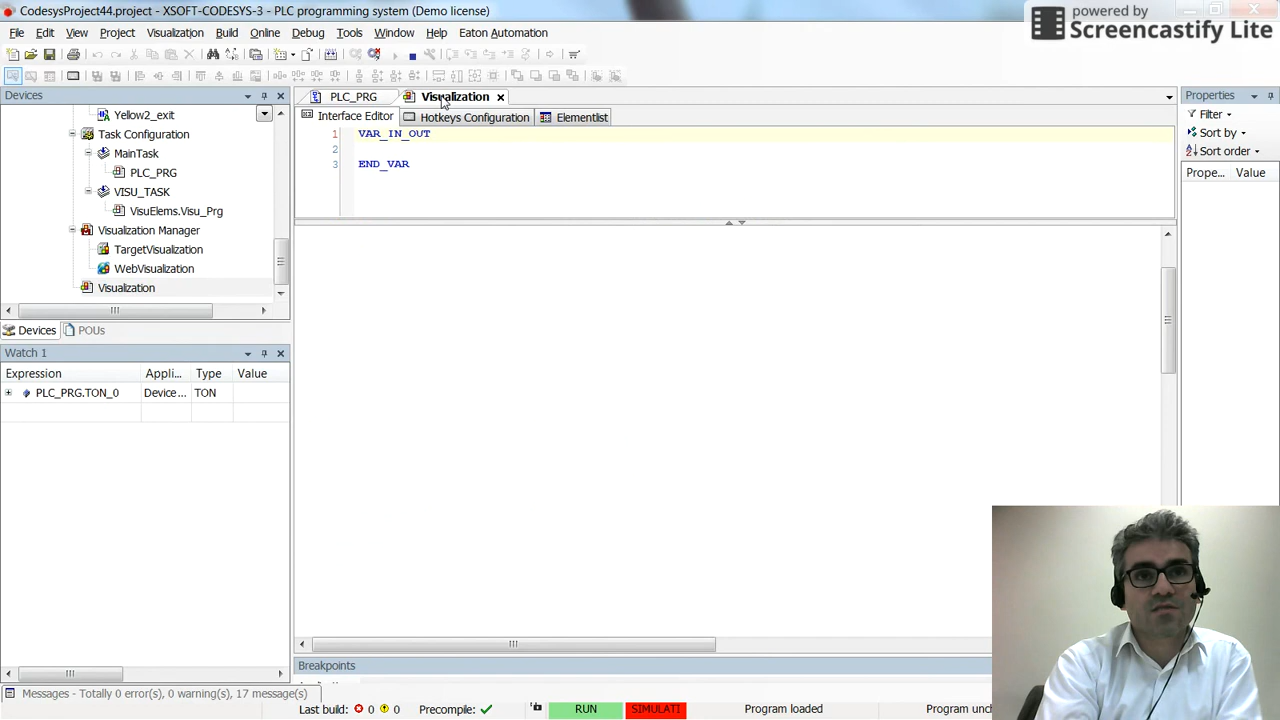 CodesysProject44.project - XSOFT-CODESYS-3 - PLC programming system (Demo license)
powered by
Screencastify Lite
File Edit View Project Visualization Build Online Debug Tools Window Help Eaton Automation
Devices
Yellow2_exit
Task Configuration
MainTask
PLC_PRG
VISU_TASK
VisuElems.Visu_Prg
Visualization Manager
TargetVisualization
WebVisualization
Visualization
Devices POUs
Watch 1
Expression Appli... Type Value
PLC_PRG.TON_0 Device ... TON
PLC_PRG Visualization
Interface Editor Hotkeys Configuration Elementlist
1 VAR_IN_OUT
2
3 END_VAR
Properties
Filter
Sort by
Sort order
Prope... Value
Breakpoints
Messages - Totally 0 error(s), 0 warning(s), 17 message(s)
Last build: 0 0 Precompile: RUN SIMULATI Program loaded Program unch